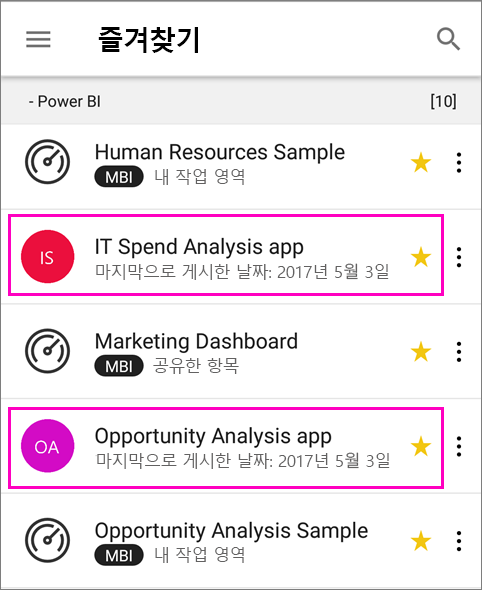 즐겨찾기
- Power BI [10]
Human Resources Sample
MBI 내 작업 영역
IS IT Spend Analysis app
마지막으로 게시한 날짜: 2017년 5월 3일
Marketing Dashboard
MBI 공유한 항목
OA Opportunity Analysis app
마지막으로 게시한 날짜: 2017년 5월 3일
Opportunity Analysis Sample
MBI 내 작업 영역